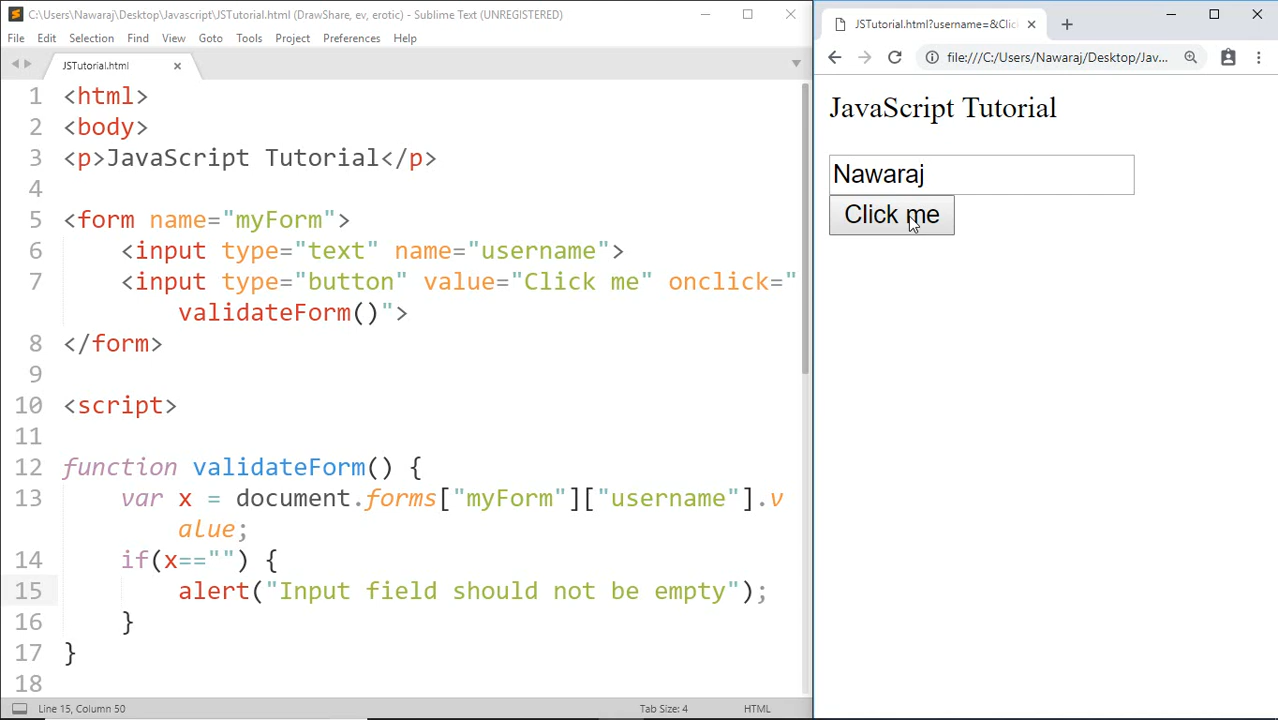 C:\Users\Nawaraj\Desktop\Javascript\JSTutorial.html (DrawShare, ev, erotic) - Sublime Text (UNREGISTERED)
File Edit Selection Find View Goto Tools Project Preferences Help
JSTutorial.html
1 <html>
2 <body>
3 <p>JavaScript Tutorial</p>
4
5 <form name="myForm">
6 <input type="text" name="username">
7 <input type="button" value="Click me" onclick="
validateForm()">
8 </form>
9
10 <script>
11
12 function validateForm() {
13 var x = document.forms["myForm"]["username"].v
alue;
14 if(x=="") {
15 alert("Input field should not be empty");
16 }
17 }
18
Line 15, Column 50 Tab Size: 4 HTML
JSTutorial.html?username=&Clic
file:///C:/Users/Nawaraj/Desktop/Jav...
JavaScript Tutorial
Nawaraj
Click me